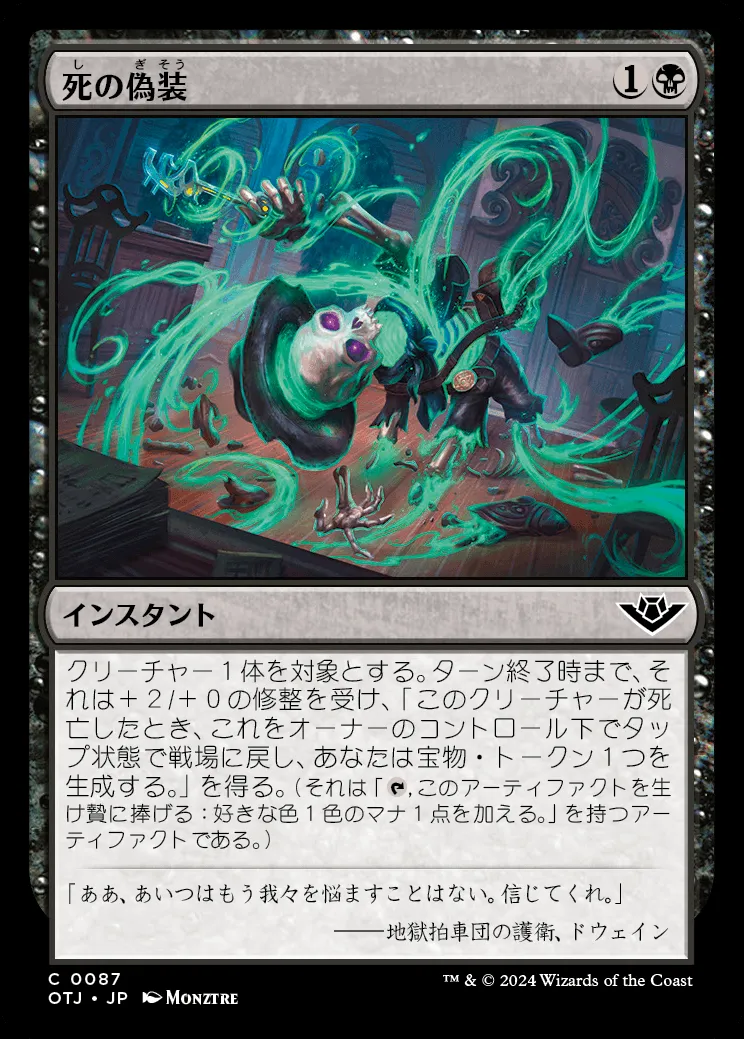 死の偽装
し ぎそう
1
インスタント
クリーチャー１体を対象とする。ターン終了時まで、そ
れは＋２/＋０の修整を受け、「このクリーチャーが死
亡したとき、これをオーナーのコントロール下でタッ
プ状態で戦場に戻し、あなたは宝物・トークン１つを
生成する。」を得る。（それは「
,このアーティファクトを生
け贄に捧げる：好きな色１色のマナ１点を加える。」を持つアー
ティファクトである。）
「ああ、あいつはもう我々を悩ますことはない。信じてくれ。」
――地獄拍車団の護衛、ドウェイン
C 0087
OTJ • JP MONZTRE
™ & © 2024 Wizards of the Coast